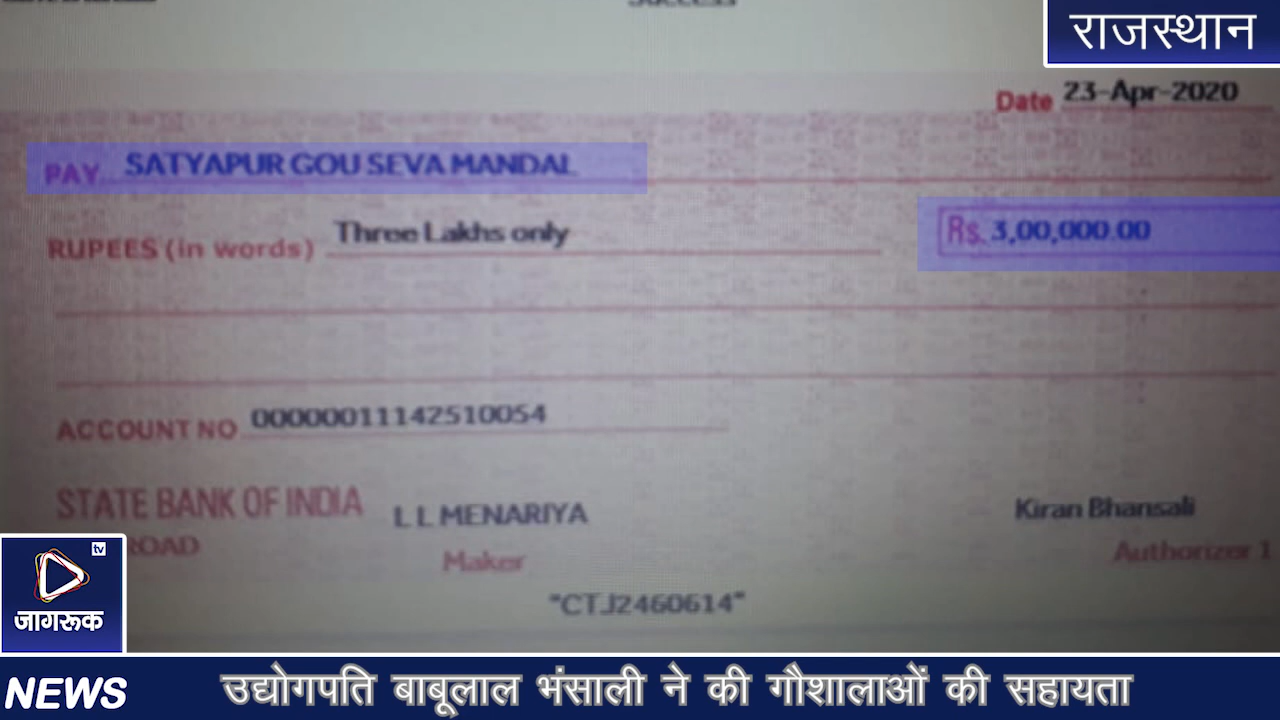 Success
राजस्थान
Date 23-Apr-2020
PAY SATYAPUR GOU SEVA MANDAL
RUPEES (in words) Three Lakhs only
Rs. 3,00,000.00
ACCOUNT NO 00000011142510054
STATE BANK OF INDIA
ROAD
L L MENARIYA
Maker
Kiran Bhansali
Authorizer 1
"CTJ2460614"
tv
जागरूक
NEWS उद्योगपति बाबूलाल भंसाली ने की गौशालाओं की सहायता